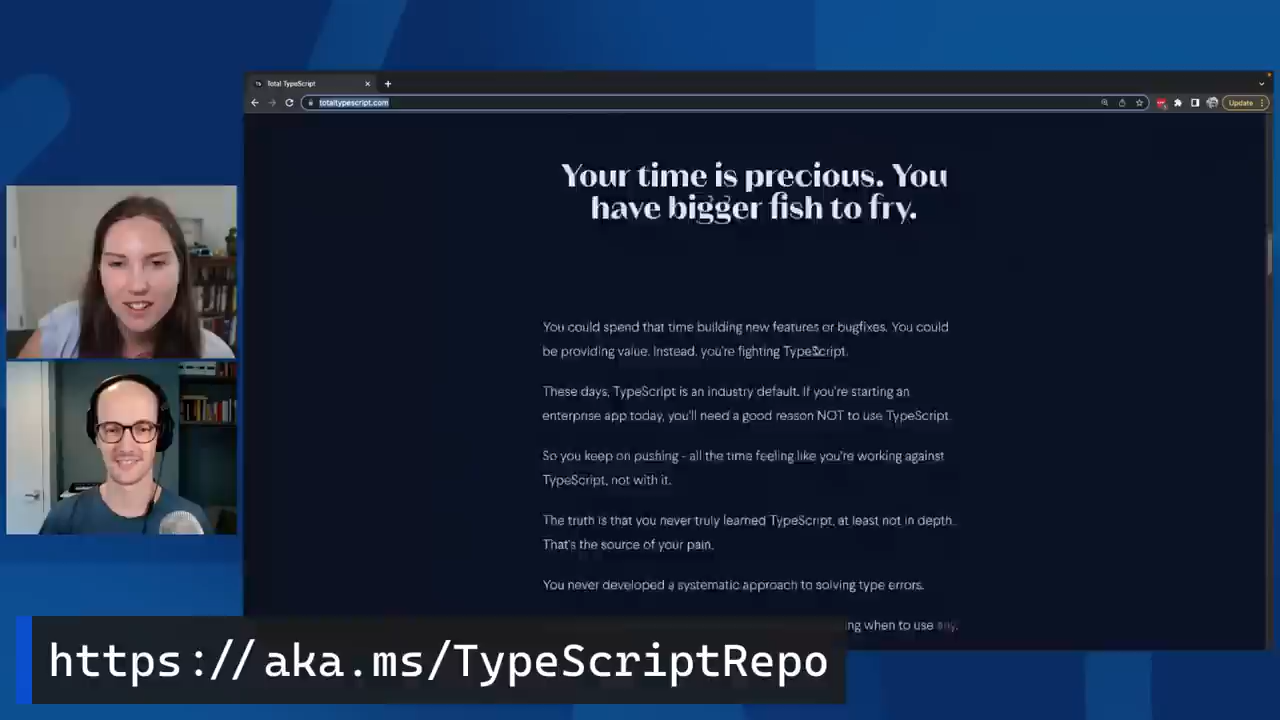 Total TypeScript
totaltypescript.com
Update
Your time is precious. You
have bigger fish to fry.
You could spend that time building new features or bugfixes. You could
be providing value. Instead, you're fighting TypeScript.
These days, TypeScript is an industry default. If you're starting an
enterprise app today, you'll need a good reason NOT to use TypeScript.
So you keep on pushing - all the time feeling like you're working against
TypeScript, not with it.
The truth is that you never truly learned TypeScript, at least not in depth.
That's the source of your pain.
You never developed a systematic approach to solving type errors.
ing when to use any.
https://aka.ms/TypeScriptRepo